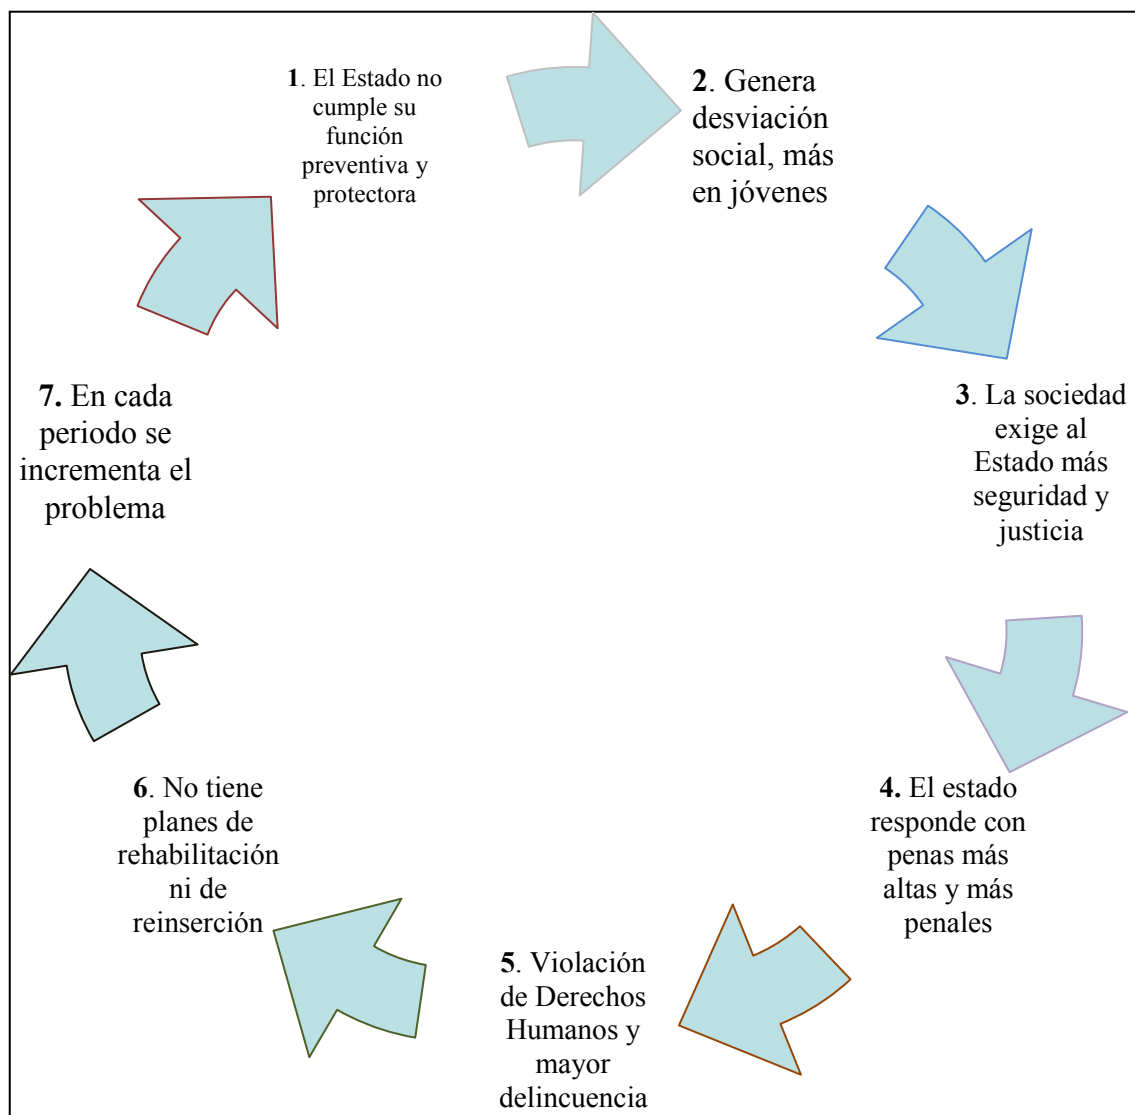 1. El Estado no
cumple su
función
preventiva y
protectora
2. Genera
desviación
social, más
en jóvenes
3. La sociedad
exige al
Estado más
seguridad y
justicia
4. El estado
responde con
penas más
altas y más
penales
5. Violación
de Derechos
Humanos y
mayor
delincuencia
6. No tiene
planes de
rehabilitación
ni de
reinserción
7. En cada
periodo se
incrementa el
problema